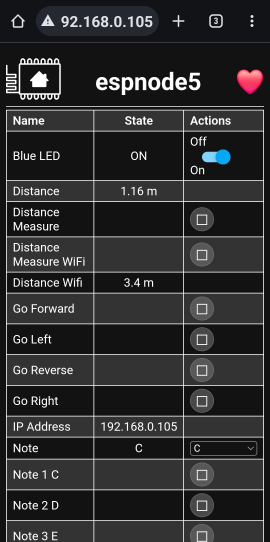 92.168.0.105
3
espnode5
Name State Actions
Blue LED ON Off On
Distance 1.16 m
Distance
Measure
Distance
Measure WiFi
Distance Wifi 3.4 m
Go Forward
Go Left
Go Reverse
Go Right
IP Address 192.168.0.105
Note C C
Note 1 C
Note 2 D
Note 3 E